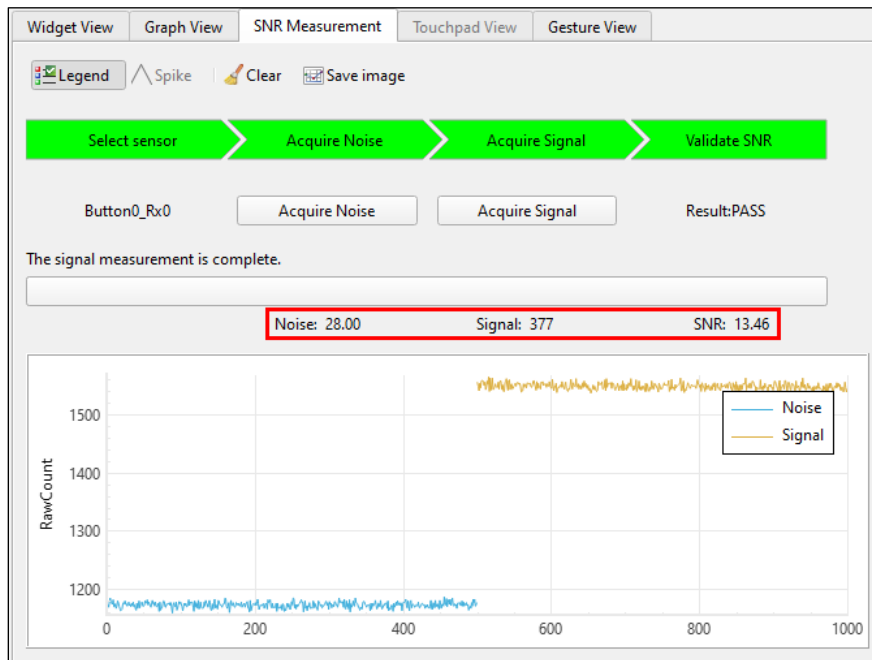 Widget View Graph View SNR Measurement Touchpad View Gesture View
Legend Spike Clear Save image
Select sensor Acquire Noise Acquire Signal Validate SNR
Button0_Rx0 Acquire Noise Acquire Signal Result:PASS
The signal measurement is complete.
Noise: 28.00 Signal: 377 SNR: 13.46
RawCount
1500
1400
1300
1200
Noise
Signal
0 200 400 600 800 1000